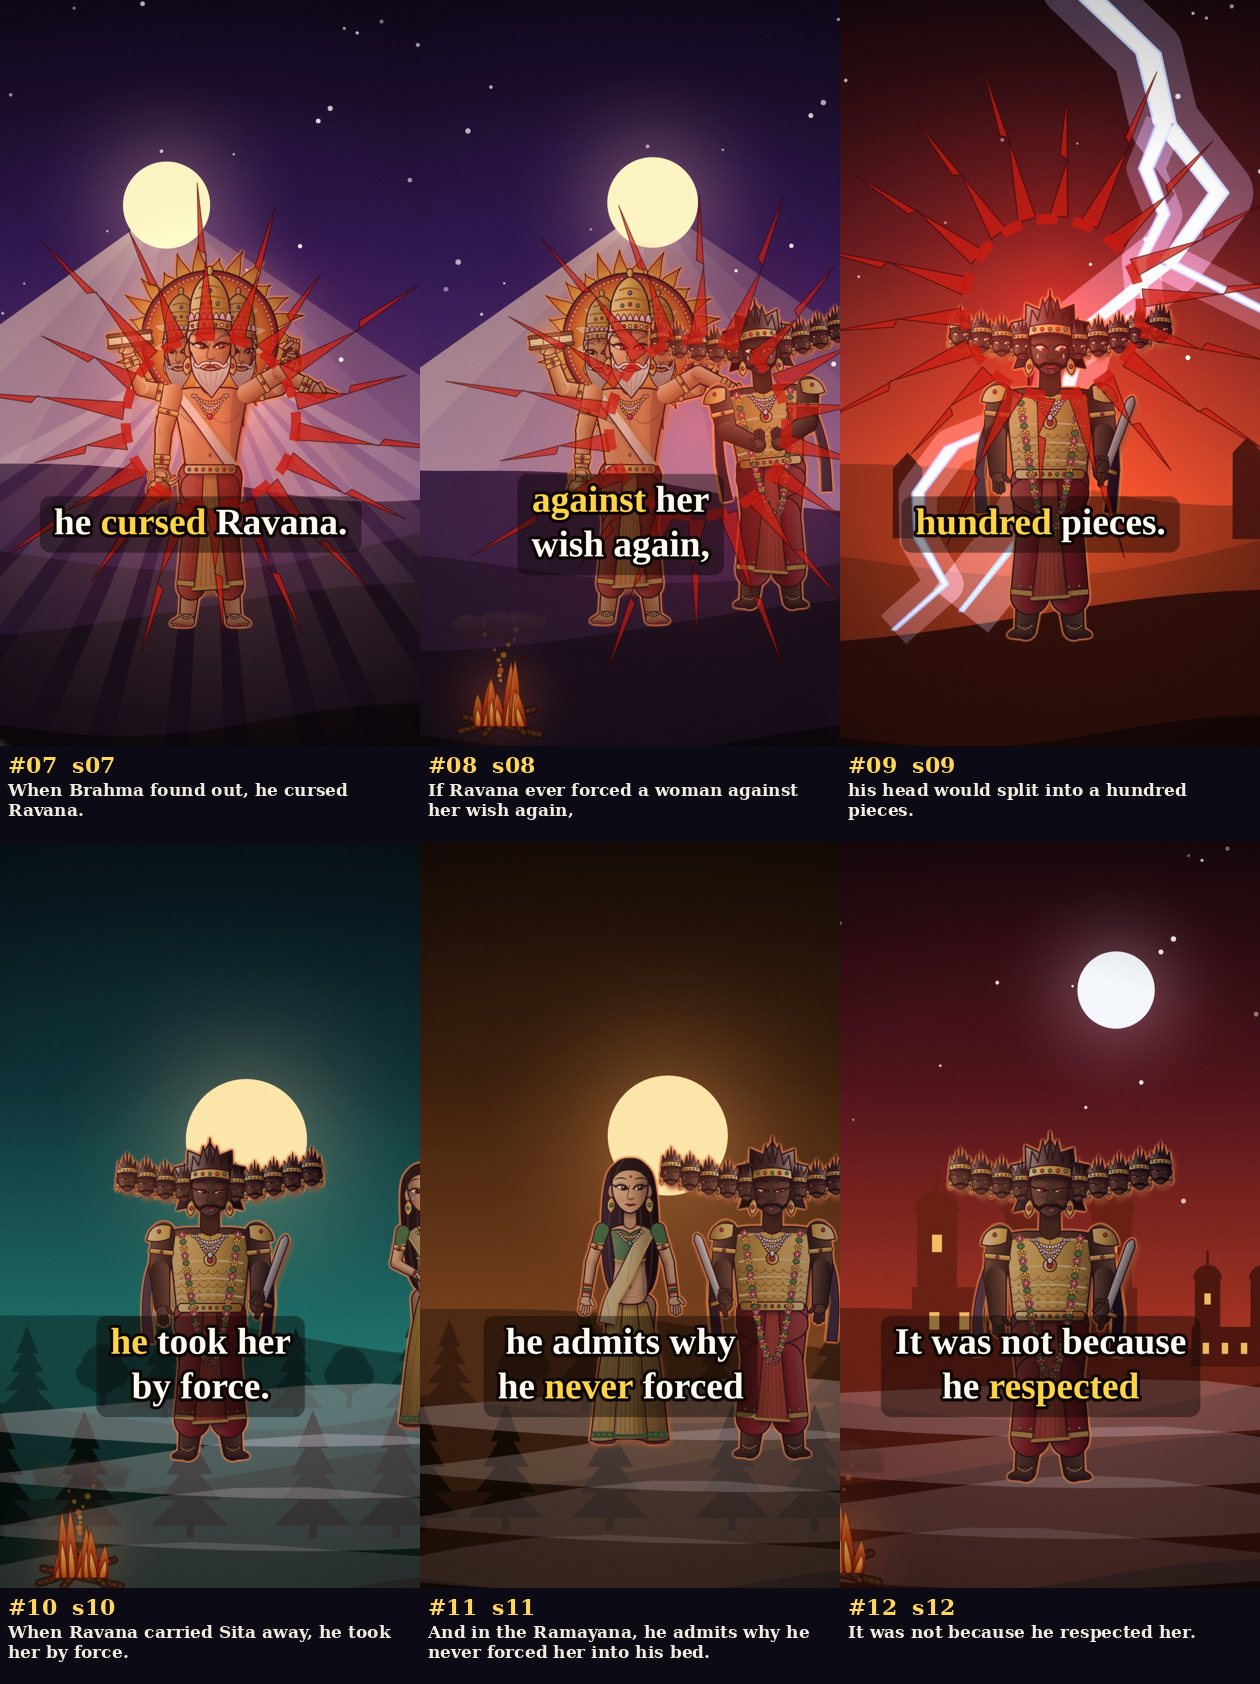 he cursed Ravana.
#07 s07
When Brahma found out, he cursed
Ravana.
against her
wish again,
#08 s08
If Ravana ever forced a woman against
her wish again,
hundred pieces.
#09 s09
his head would split into a hundred
pieces.
he took her
by force.
#10 s10
When Ravana carried Sita away, he took
her by force.
he admits why
he never forced
#11 s11
And in the Ramayana, he admits why he
never forced her into his bed.
It was not because
he respected
#12 s12
It was not because he respected her.